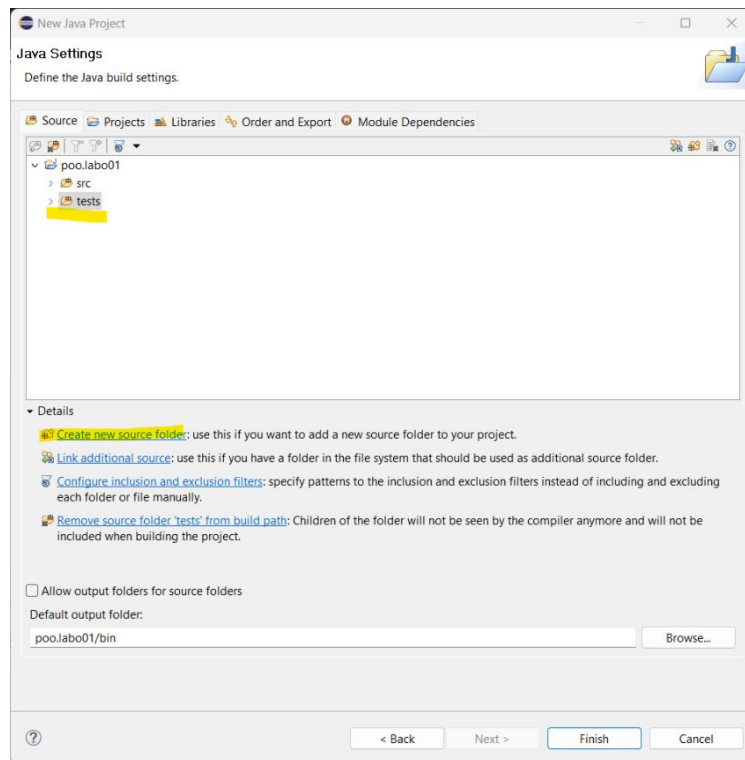 New Java Project
Java Settings
Define the Java build settings.
Source Projects Libraries Order and Export Module Dependencies
poo.labo01
src
tests
Details
Create new source folder: use this if you want to add a new source folder to your project.
Link additional source: use this if you have a folder in the file system that should be used as additional source folder.
Configure inclusion and exclusion filters: specify patterns to the inclusion and exclusion filters instead of including and excluding
each folder or file manually.
Remove source folder 'tests' from build path: Children of the folder will not be seen by the compiler anymore and will not be
included when building the project.
Allow output folders for source folders
Default output folder:
poo.labo01/bin
Browse...
< Back Next > Finish Cancel